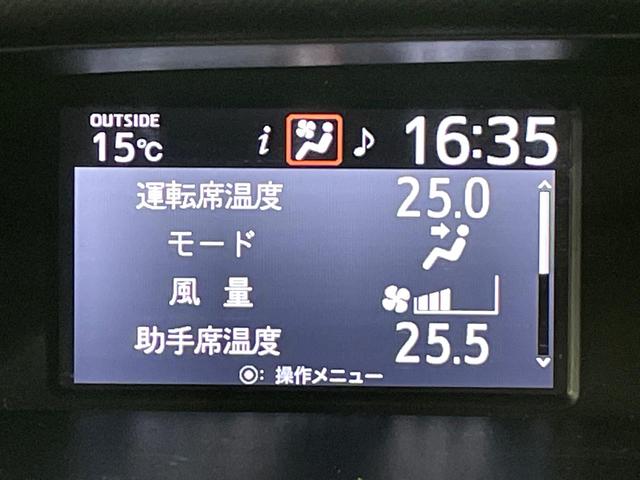 OUTSIDE
15℃ i ♪ 16:35
運転席温度 25.0
モード
風量
助手席温度 25.5
◉: 操作メニュー